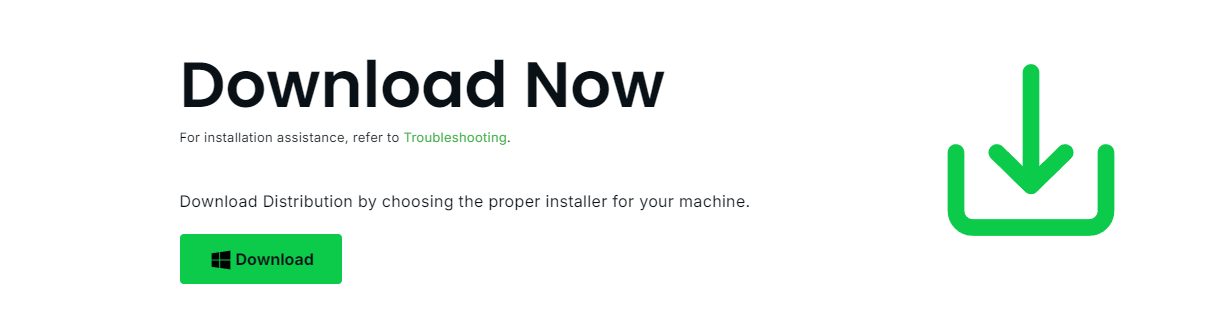 Download Now
For installation assistance, refer to Troubleshooting.
Download Distribution by choosing the proper installer for your machine.
Download